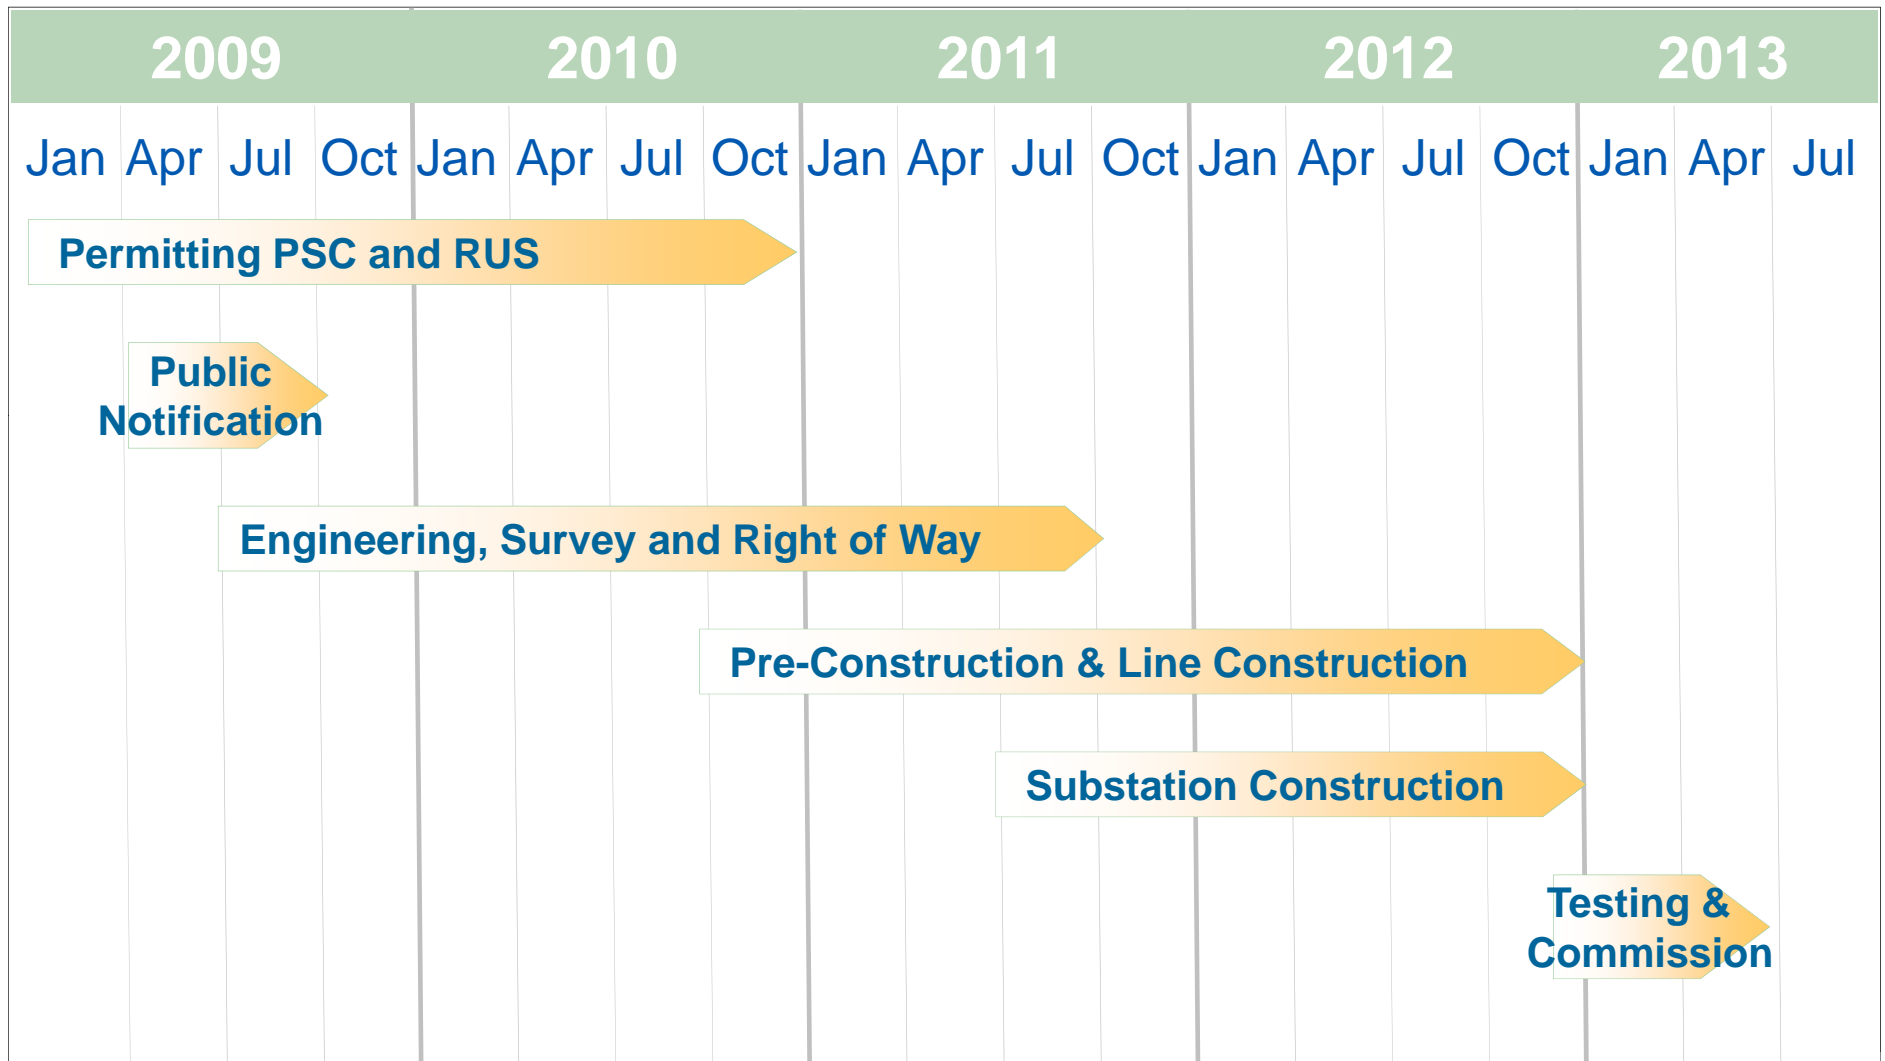 2009 2010 2011 2012 2013
Jan Apr Jul Oct Jan Apr Jul Oct Jan Apr Jul Oct Jan Apr Jul Oct Jan Apr Jul
Permitting PSC and RUS
Public
Notification
Engineering, Survey and Right of Way
Pre-Construction & Line Construction
Substation Construction
Testing &
Commission